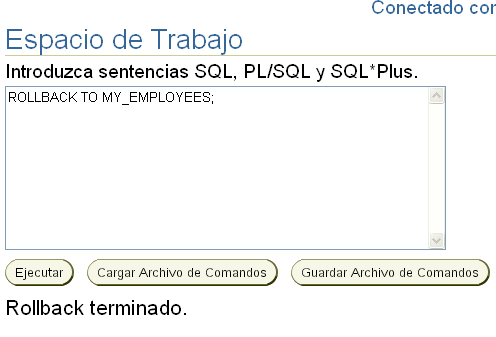 Conectado con
Espacio de Trabajo
Introduzca sentencias SQL, PL/SQL y SQL*Plus.
ROLLBACK TO MY_EMPLOYEES;
Ejecutar Cargar Archivo de Comandos Guardar Archivo de Comandos
Rollback terminado.